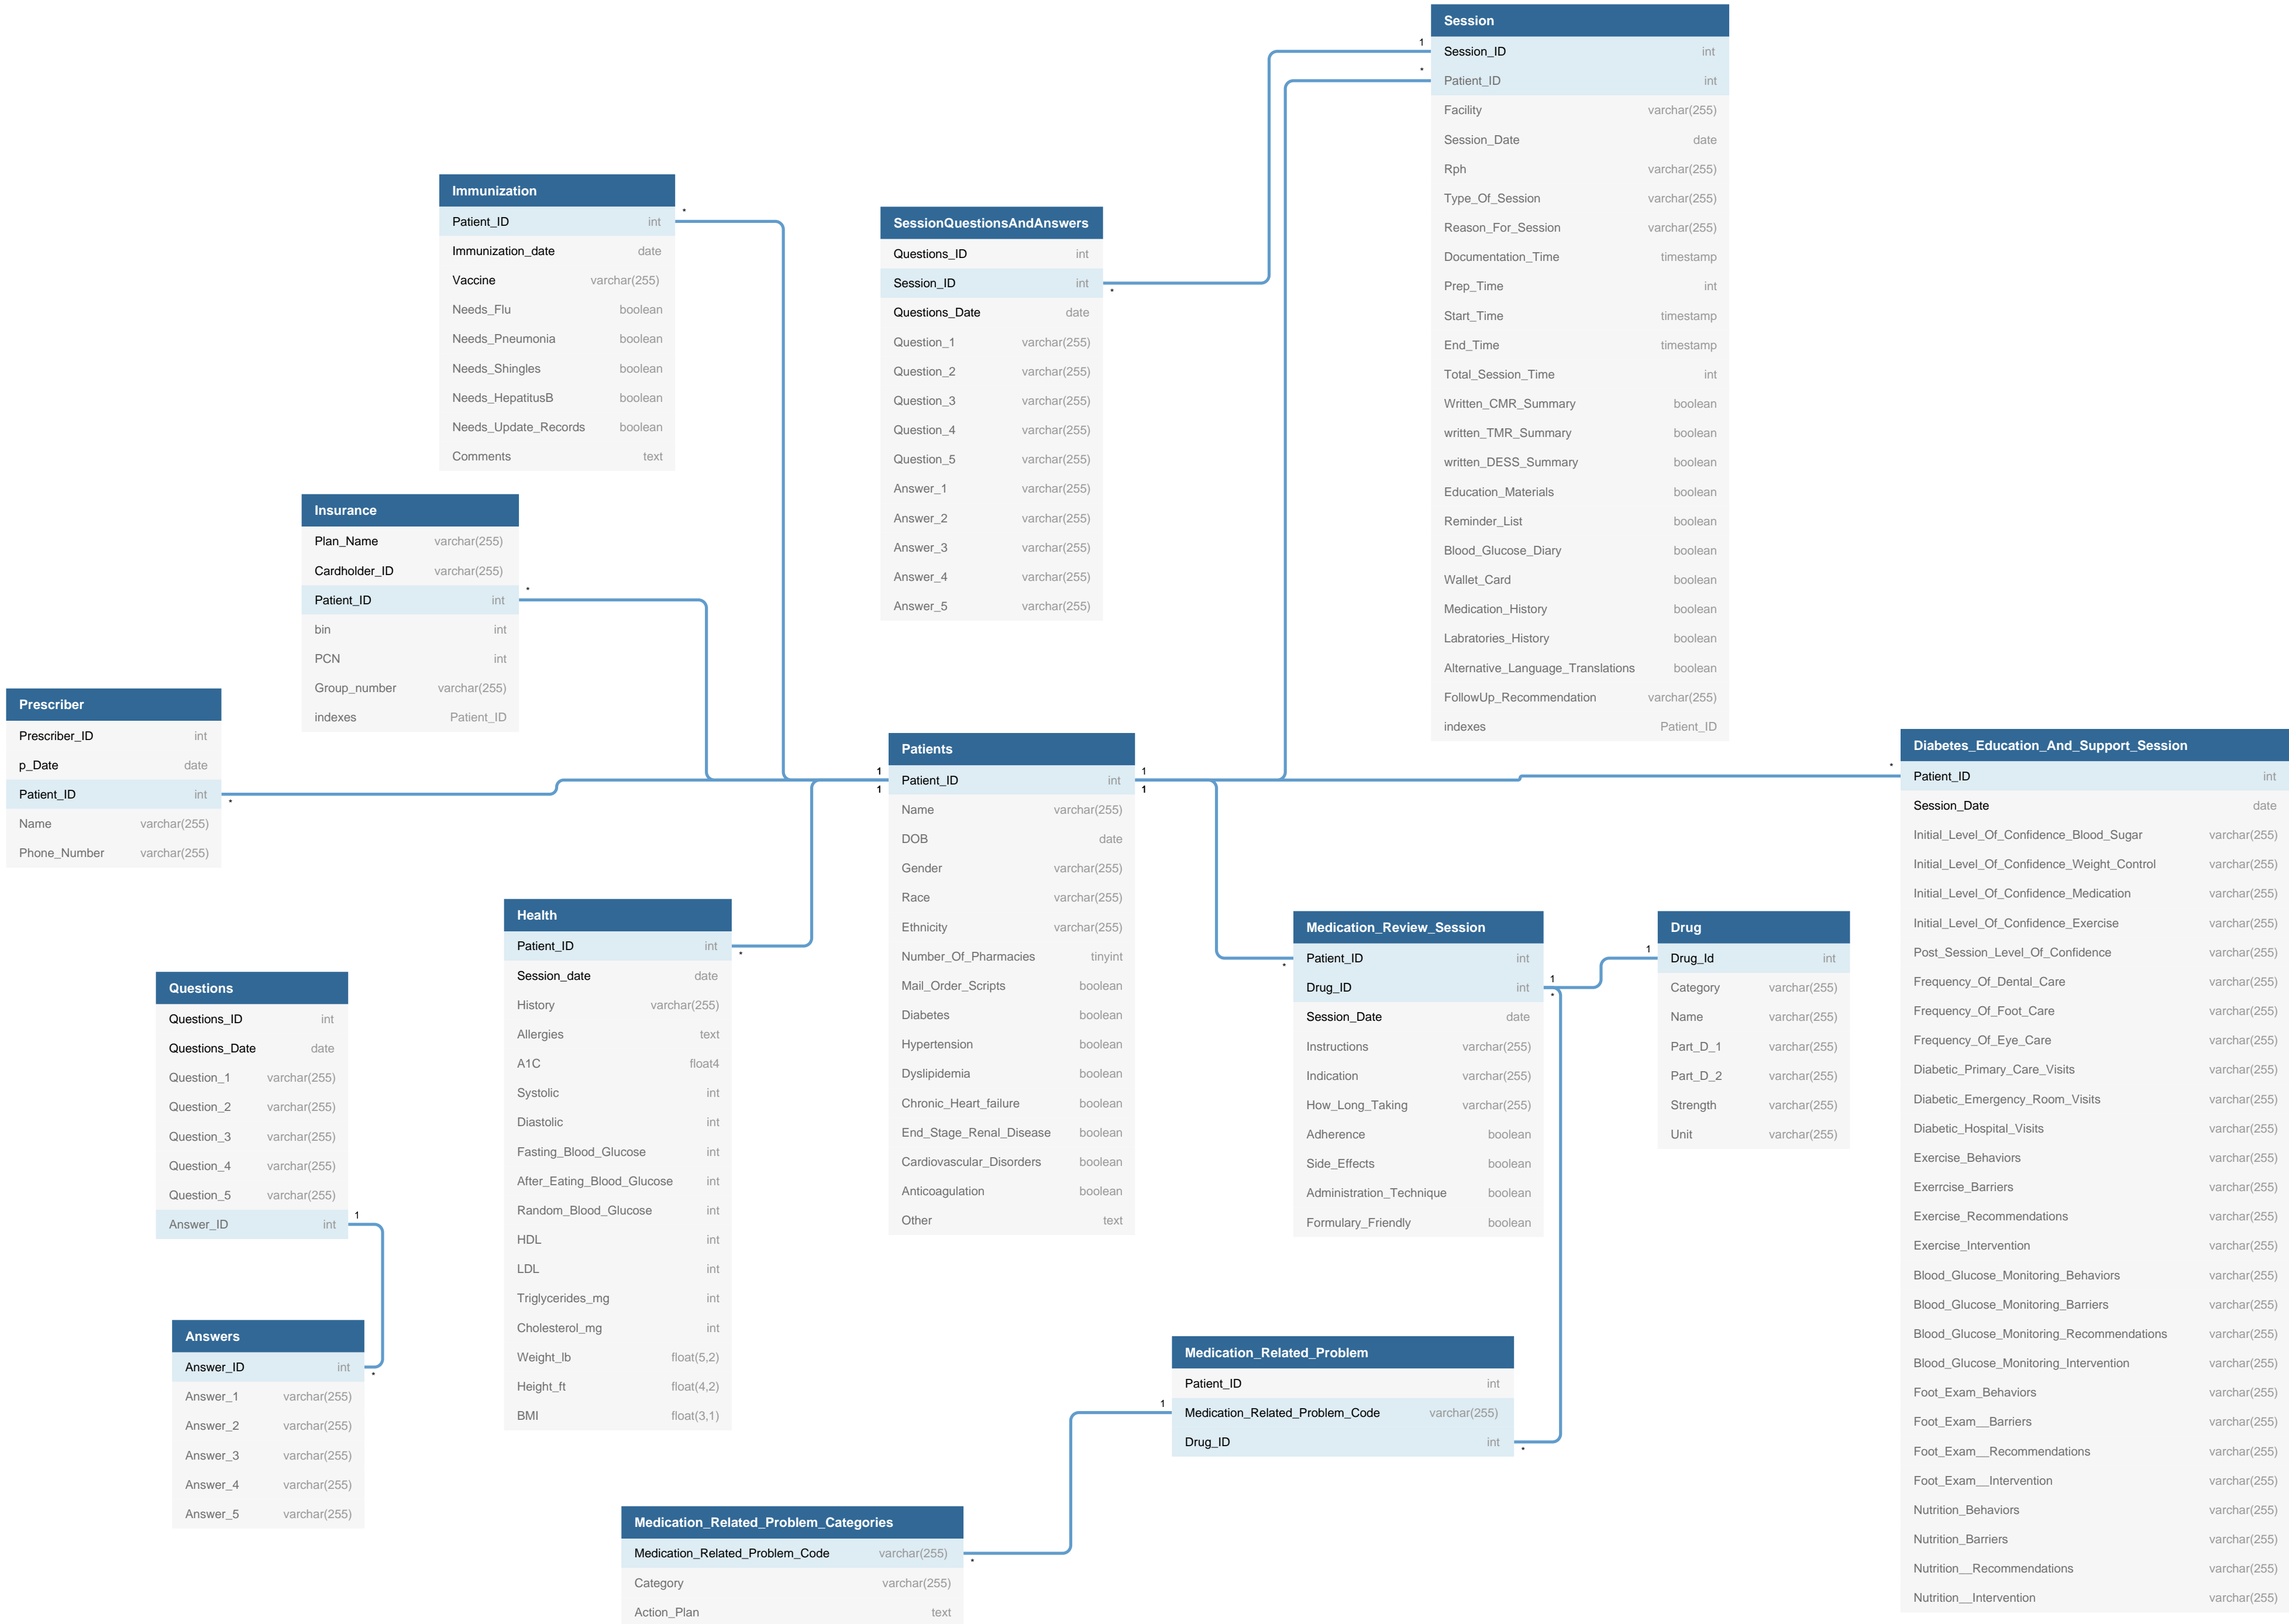 Session
Session_ID int
Patient_ID int
Facility varchar(255)
Session_Date date
Rph varchar(255)
Type_Of_Session varchar(255)
Reason_For_Session varchar(255)
Documentation_Time timestamp
Prep_Time int
Start_Time timestamp
End_Time timestamp
Total_Session_Time int
Written_CMR_Summary boolean
written_TMR_Summary boolean
written_DESS_Summary boolean
Education_Materials boolean
Reminder_List boolean
Blood_Glucose_Diary boolean
Wallet_Card boolean
Medication_History boolean
Labratories_History boolean
Alternative_Language_Translations boolean
FollowUp_Recommendation varchar(255)
indexes Patient_ID
1
*
Immunization
Patient_ID int
Immunization_date date
Vaccine varchar(255)
Needs_Flu boolean
Needs_Pneumonia boolean
Needs_Shingles boolean
Needs_HepatitusB boolean
Needs_Update_Records boolean
Comments text
*
SessionQuestionsAndAnswers
Questions_ID int
Session_ID int
Questions_Date date
Question_1 varchar(255)
Question_2 varchar(255)
Question_3 varchar(255)
Question_4 varchar(255)
Question_5 varchar(255)
Answer_1 varchar(255)
Answer_2 varchar(255)
Answer_3 varchar(255)
Answer_4 varchar(255)
Answer_5 varchar(255)
*
Insurance
Plan_Name varchar(255)
Cardholder_ID varchar(255)
Patient_ID int
bin int
PCN int
Group_number varchar(255)
indexes Patient_ID
*
Prescriber
Prescriber_ID int
p_Date date
Patient_ID int
Name varchar(255)
Phone_Number varchar(255)
*
Patients
Patient_ID int
Name varchar(255)
DOB date
Gender varchar(255)
Race varchar(255)
Ethnicity varchar(255)
Number_Of_Pharmacies tinyint
Mail_Order_Scripts boolean
Diabetes boolean
Hypertension boolean
Dyslipidemia boolean
Chronic_Heart_failure boolean
End_Stage_Renal_Disease boolean
Cardiovascular_Disorders boolean
Anticoagulation boolean
Other text
1
1
1
1
Diabetes_Education_And_Support_Session
Patient_ID int
Session_Date date
Initial_Level_Of_Confidence_Blood_Sugar varchar(255)
Initial_Level_Of_Confidence_Weight_Control varchar(255)
Initial_Level_Of_Confidence_Medication varchar(255)
Initial_Level_Of_Confidence_Exercise varchar(255)
Post_Session_Level_Of_Confidence varchar(255)
Frequency_Of_Dental_Care varchar(255)
Frequency_Of_Foot_Care varchar(255)
Frequency_Of_Eye_Care varchar(255)
Diabetic_Primary_Care_Visits varchar(255)
Diabetic_Emergency_Room_Visits varchar(255)
Diabetic_Hospital_Visits varchar(255)
Exercise_Behaviors varchar(255)
Exerrcise_Barriers varchar(255)
Exercise_Recommendations varchar(255)
Exercise_Intervention varchar(255)
Blood_Glucose_Monitoring_Behaviors varchar(255)
Blood_Glucose_Monitoring_Barriers varchar(255)
Blood_Glucose_Monitoring_Recommendations varchar(255)
Blood_Glucose_Monitoring_Intervention varchar(255)
Foot_Exam_Behaviors varchar(255)
Foot_Exam__Barriers varchar(255)
Foot_Exam__Recommendations varchar(255)
Foot_Exam__Intervention varchar(255)
Nutrition_Behaviors varchar(255)
Nutrition_Barriers varchar(255)
Nutrition__Recommendations varchar(255)
Nutrition__Intervention varchar(255)
*
Health
Patient_ID int
Session_date date
History varchar(255)
Allergies text
A1C float4
Systolic int
Diastolic int
Fasting_Blood_Glucose int
After_Eating_Blood_Glucose int
Random_Blood_Glucose int
HDL int
LDL int
Triglycerides_mg int
Cholesterol_mg int
Weight_lb float(5,2)
Height_ft float(4,2)
BMI float(3,1)
*
Medication_Review_Session
Patient_ID int
Drug_ID int
Session_Date date
Instructions varchar(255)
Indication varchar(255)
How_Long_Taking varchar(255)
Adherence boolean
Side_Effects boolean
Administration_Technique boolean
Formulary_Friendly boolean
*
1
*
Drug
Drug_Id int
Category varchar(255)
Name varchar(255)
Part_D_1 varchar(255)
Part_D_2 varchar(255)
Strength varchar(255)
Unit varchar(255)
1
Questions
Questions_ID int
Questions_Date date
Question_1 varchar(255)
Question_2 varchar(255)
Question_3 varchar(255)
Question_4 varchar(255)
Question_5 varchar(255)
Answer_ID int
1
Answers
Answer_ID int
Answer_1 varchar(255)
Answer_2 varchar(255)
Answer_3 varchar(255)
Answer_4 varchar(255)
Answer_5 varchar(255)
*
Medication_Related_Problem
Patient_ID int
Medication_Related_Problem_Code varchar(255)
Drug_ID int
1
*
Medication_Related_Problem_Categories
Medication_Related_Problem_Code varchar(255)
Category varchar(255)
Action_Plan text
*